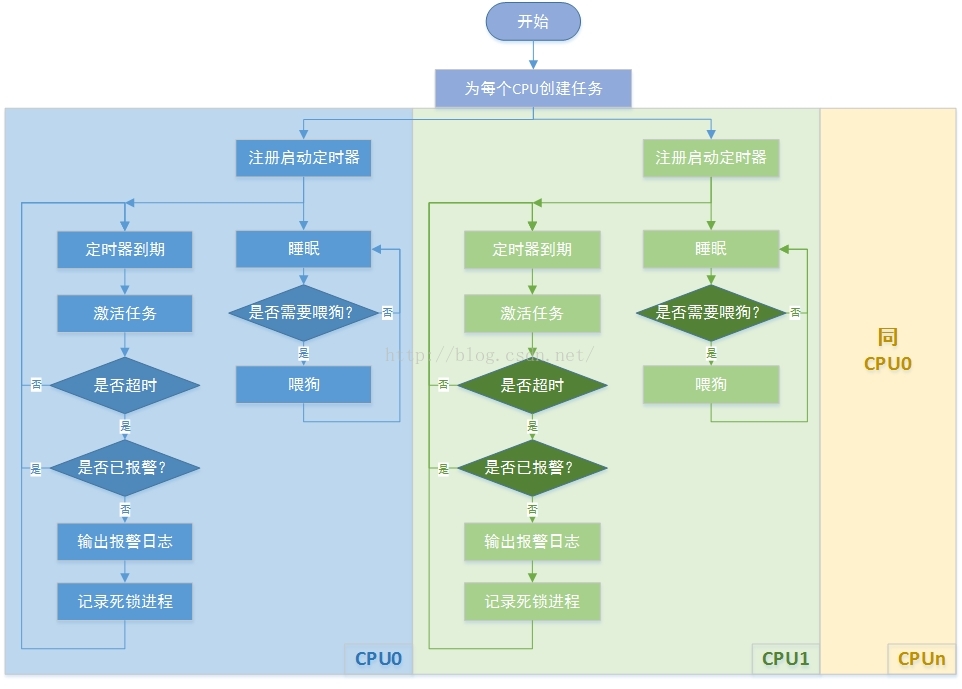 开始
为每个CPU创建任务
注册启动定时器
定时器到期
睡眠
激活任务
是否需要喂狗?
否
是
是否超时
否
喂狗
是
是否已报警?
是
否
输出报警日志
记录死锁进程
CPU0
注册启动定时器
定时器到期
睡眠
激活任务
是否需要喂狗?
否
是
是否超时
否
喂狗
是
是否已报警?
是
否
输出报警日志
记录死锁进程
CPU1
同
CPU0
CPUn
http://blog.csdn.net/